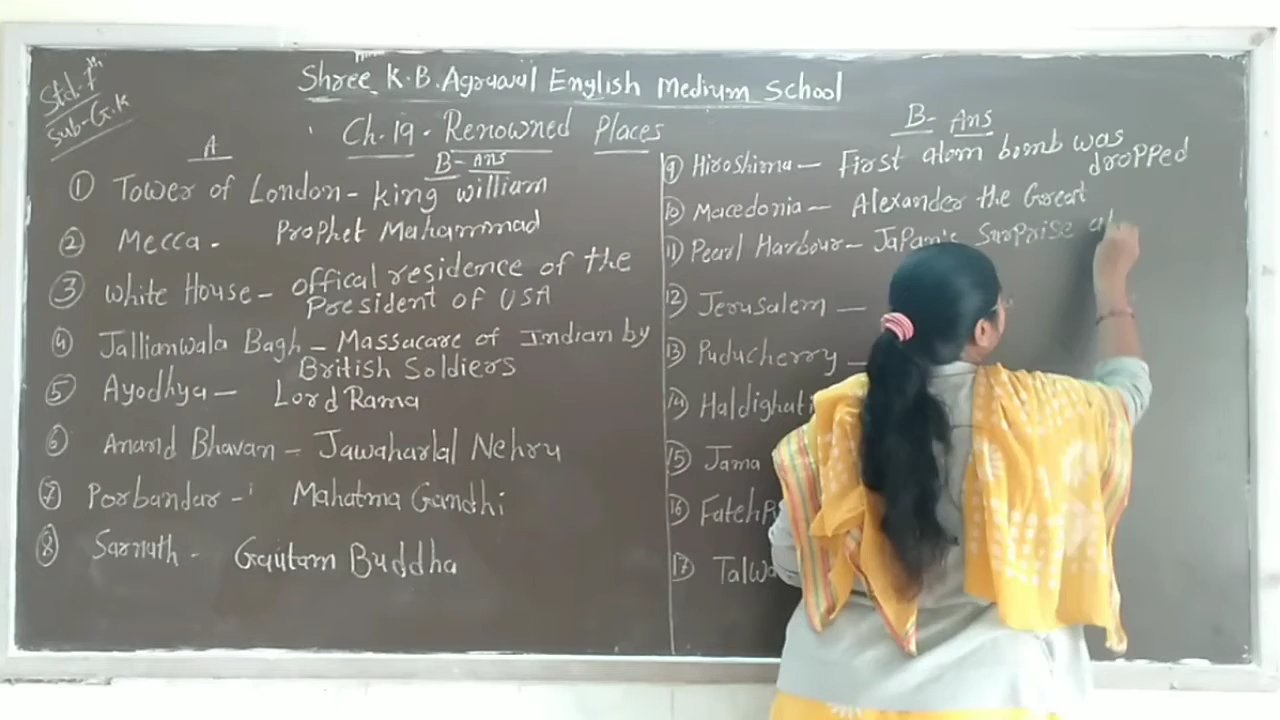 Std:- 7th
Sub-G.K
Shree K.B. Agrawal English Medium School
Ch. 19. Renowned Places
A
B- Ans
① Tower of London - king william
② Mecca - Prophet Mahammad
③ White House - offical residence of the
President of USA
④ Jallianwala Bagh - Massacare of Indian by
British Soldiers
⑤ Ayodhya - Lord Rama
⑥ Anand Bhavan - Jawaharlal Nehru
⑦ Porbandar - Mahatma Gandhi
⑧ Sarnath - Gautam Buddha
B- Ans
⑨ Hiroshima - First atom bomb was
dropped
⑩ Macedonia - Alexander the Great
⑪ Pearl Harbour - Japan's Surprise
⑫ Jerusalem -
⑬ Puducherry -
⑭ Haldighati
⑮ Jama
⑯
⑰